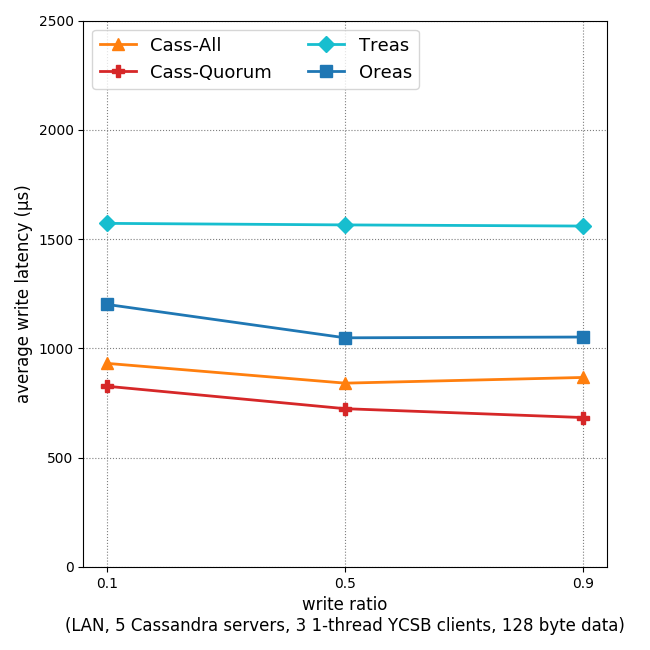 2500
2000
1500
1000
500
0
average write latency (µs)
Cass-All
Cass-Quorum
Treas
Oreas
0.1
0.5
0.9
write ratio
(LAN, 5 Cassandra servers, 3 1-thread YCSB clients, 128 byte data)